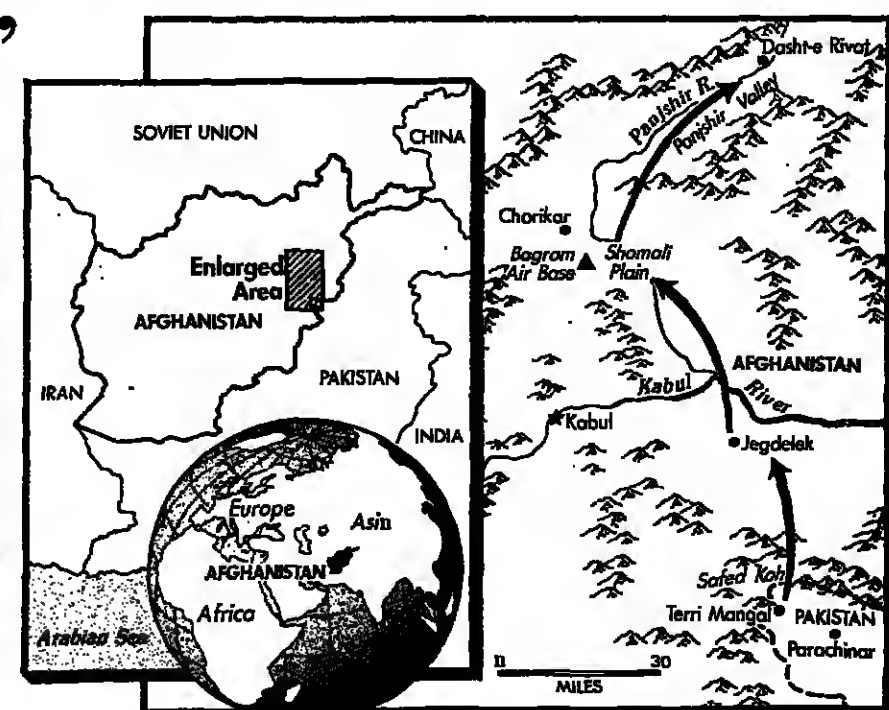 SOVIET UNION
CHINA
Enlarged
Area
AFGHANISTAN
IRAN
PAKISTAN
INDIA
Europe
Asin
AFGHANISTAN
Africa
Arabian Sea
Dasht-e Rivat
Panjshir R.
Panjshir Valley
Chorikar
Bagram
Air Base
Shomali
Plain
AFGHANISTAN
Kabul River
Kabul
Jegdelek
Safed Koh
Terri Mangal
PAKISTAN
Parachinar
0 30
MILES